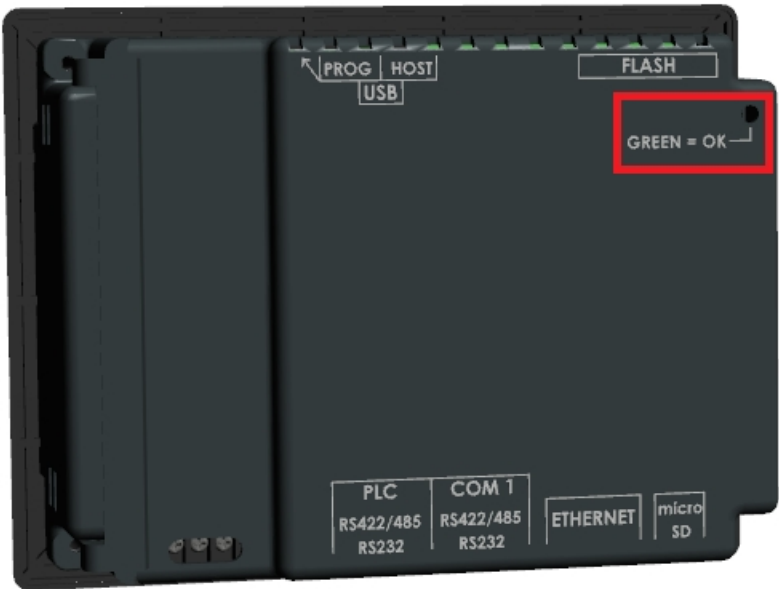 PROG HOST
USB
FLASH
GREEN = OK
PLC
RS422/485
RS232
COM 1
RS422/485
RS232
ETHERNET
micro
SD